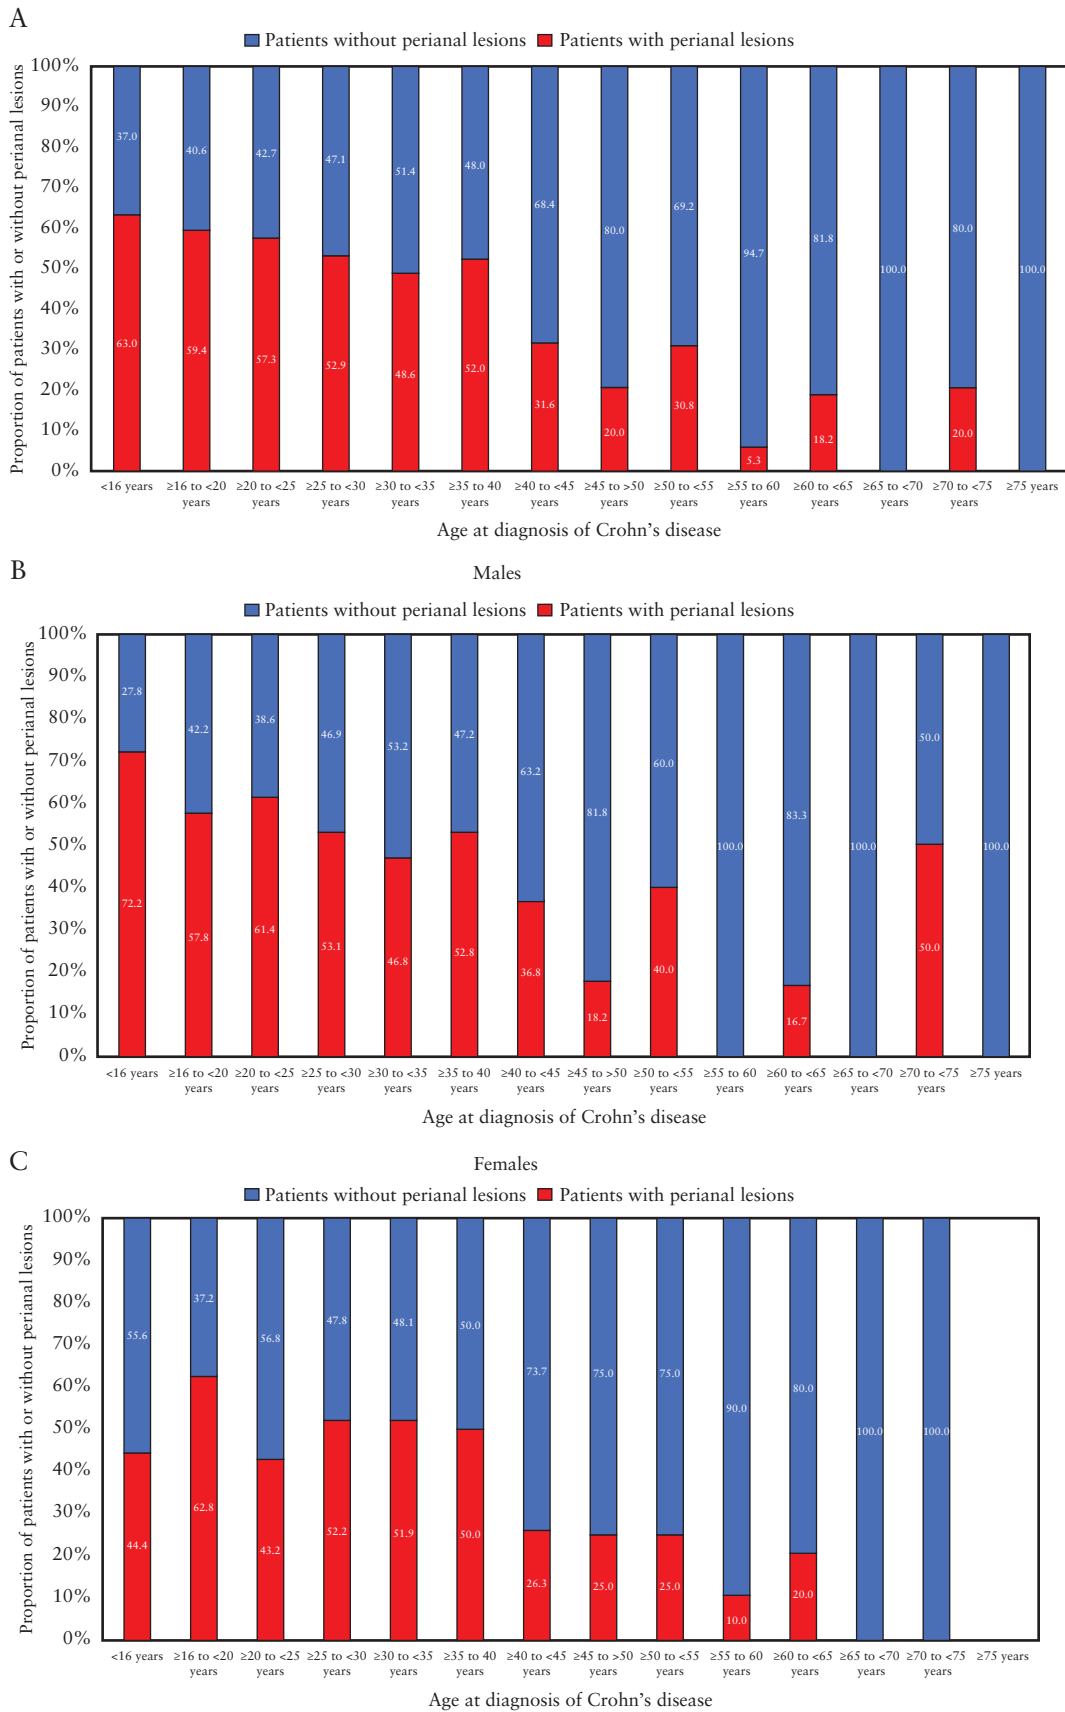 A
Patients without perianal lesions Patients with perianal lesions
Proportion of patients with or without perianal lesions
100%
90%
80%
70%
60%
50%
40%
30%
20%
10%
0%
37.0 40.6 42.7 47.1 51.4 48.0 68.4 80.0 69.2 94.7 81.8 100.0 80.0 100.0
63.0 59.4 57.3 52.9 48.6 52.0 31.6 20.0 30.8 5.3 18.2 20.0
<16 years ≥16 to <20 ≥20 to <25 ≥25 to <30 ≥30 to <35 ≥35 to 40 ≥40 to <45 ≥45 to >50 ≥50 to <55 ≥55 to 60 ≥60 to <65 ≥65 to <70 ≥70 to <75 ≥75 years
years years years years years years years years years years years years
Age at diagnosis of Crohn's disease
B
Males
Patients without perianal lesions Patients with perianal lesions
Proportion of patients with or without perianal lesions
100%
90%
80%
70%
60%
50%
40%
30%
20%
10%
0%
27.8 42.2 38.6 46.9 53.2 47.2 63.2 81.8 60.0 100.0 83.3 100.0 50.0 100.0
72.2 57.8 61.4 53.1 46.8 52.8 36.8 18.2 40.0 16.7 50.0
<16 years ≥16 to <20 ≥20 to <25 ≥25 to <30 ≥30 to <35 ≥35 to 40 ≥40 to <45 ≥45 to >50 ≥50 to <55 ≥55 to 60 ≥60 to <65 ≥65 to <70 ≥70 to <75 ≥75 years
years years years years years years years years years years years years
Age at diagnosis of Crohn's disease
C
Females
Patients without perianal lesions Patients with perianal lesions
Proportion of patients with or without perianal lesions
100%
90%
80%
70%
60%
50%
40%
30%
20%
10%
0%
55.6 37.2 56.8 47.8 48.1 50.0 73.7 75.0 75.0 90.0 80.0 100.0 100.0
44.4 62.8 43.2 52.2 51.9 50.0 26.3 25.0 25.0 10.0 20.0
<16 years ≥16 to <20 ≥20 to <25 ≥25 to <30 ≥30 to <35 ≥35 to 40 ≥40 to <45 ≥45 to >50 ≥50 to <55 ≥55 to 60 ≥60 to <65 ≥65 to <70 ≥70 to <75 ≥75 years
years years years years years years years years years years years years
Age at diagnosis of Crohn's disease